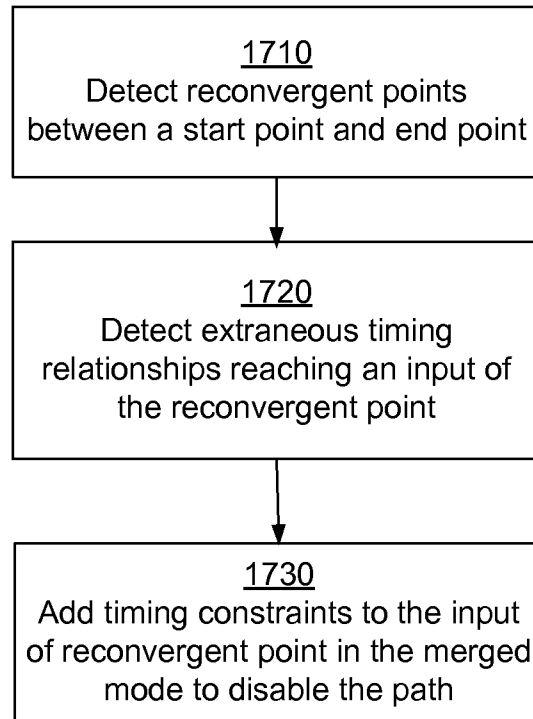 1710
Detect reconvergent points
between a start point and end point
1720
Detect extraneous timing
relationships reaching an input of
the reconvergent point
1730
Add timing constraints to the input
of reconvergent point in the merged
mode to disable the path